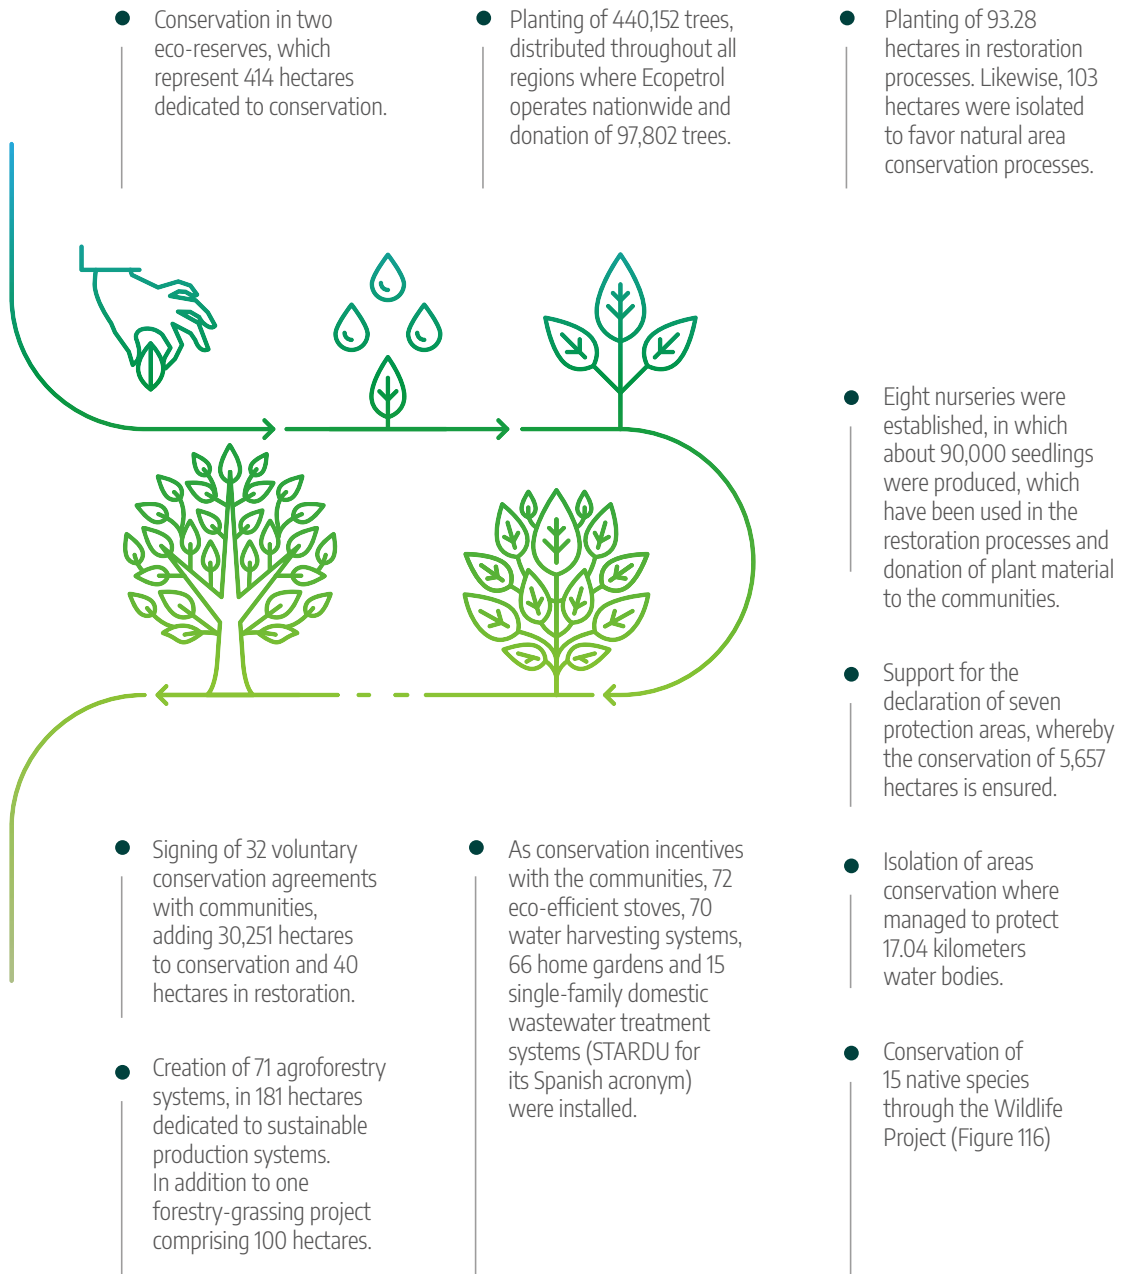 Conservation in two
eco-reserves, which
represent 414 hectares
dedicated to conservation.
Planting of 440,152 trees,
distributed throughout all
regions where Ecopetrol
operates nationwide and
donation of 97,802 trees.
Planting of 93.28
hectares in restoration
processes. Likewise, 103
hectares were isolated
to favor natural area
conservation processes.
Eight nurseries were
established, in which
about 90,000 seedlings
were produced, which
have been used in the
restoration processes and
donation of plant material
to the communities.
Support for the
declaration of seven
protection areas, whereby
the conservation of 5,657
hectares is ensured.
Isolation of areas
conservation where
managed to protect
17.04 kilometers
water bodies.
Conservation of
15 native species
through the Wildlife
Project (Figure 116)
As conservation incentives
with the communities, 72
eco-efficient stoves, 70
water harvesting systems,
66 home gardens and 15
single-family domestic
wastewater treatment
systems (STARDU for
its Spanish acronym)
were installed.
Signing of 32 voluntary
conservation agreements
with communities,
adding 30,251 hectares
to conservation and 40
hectares in restoration.
Creation of 71 agroforestry
systems, in 181 hectares
dedicated to sustainable
production systems.
In addition to one
forestry-grassing project
comprising 100 hectares.